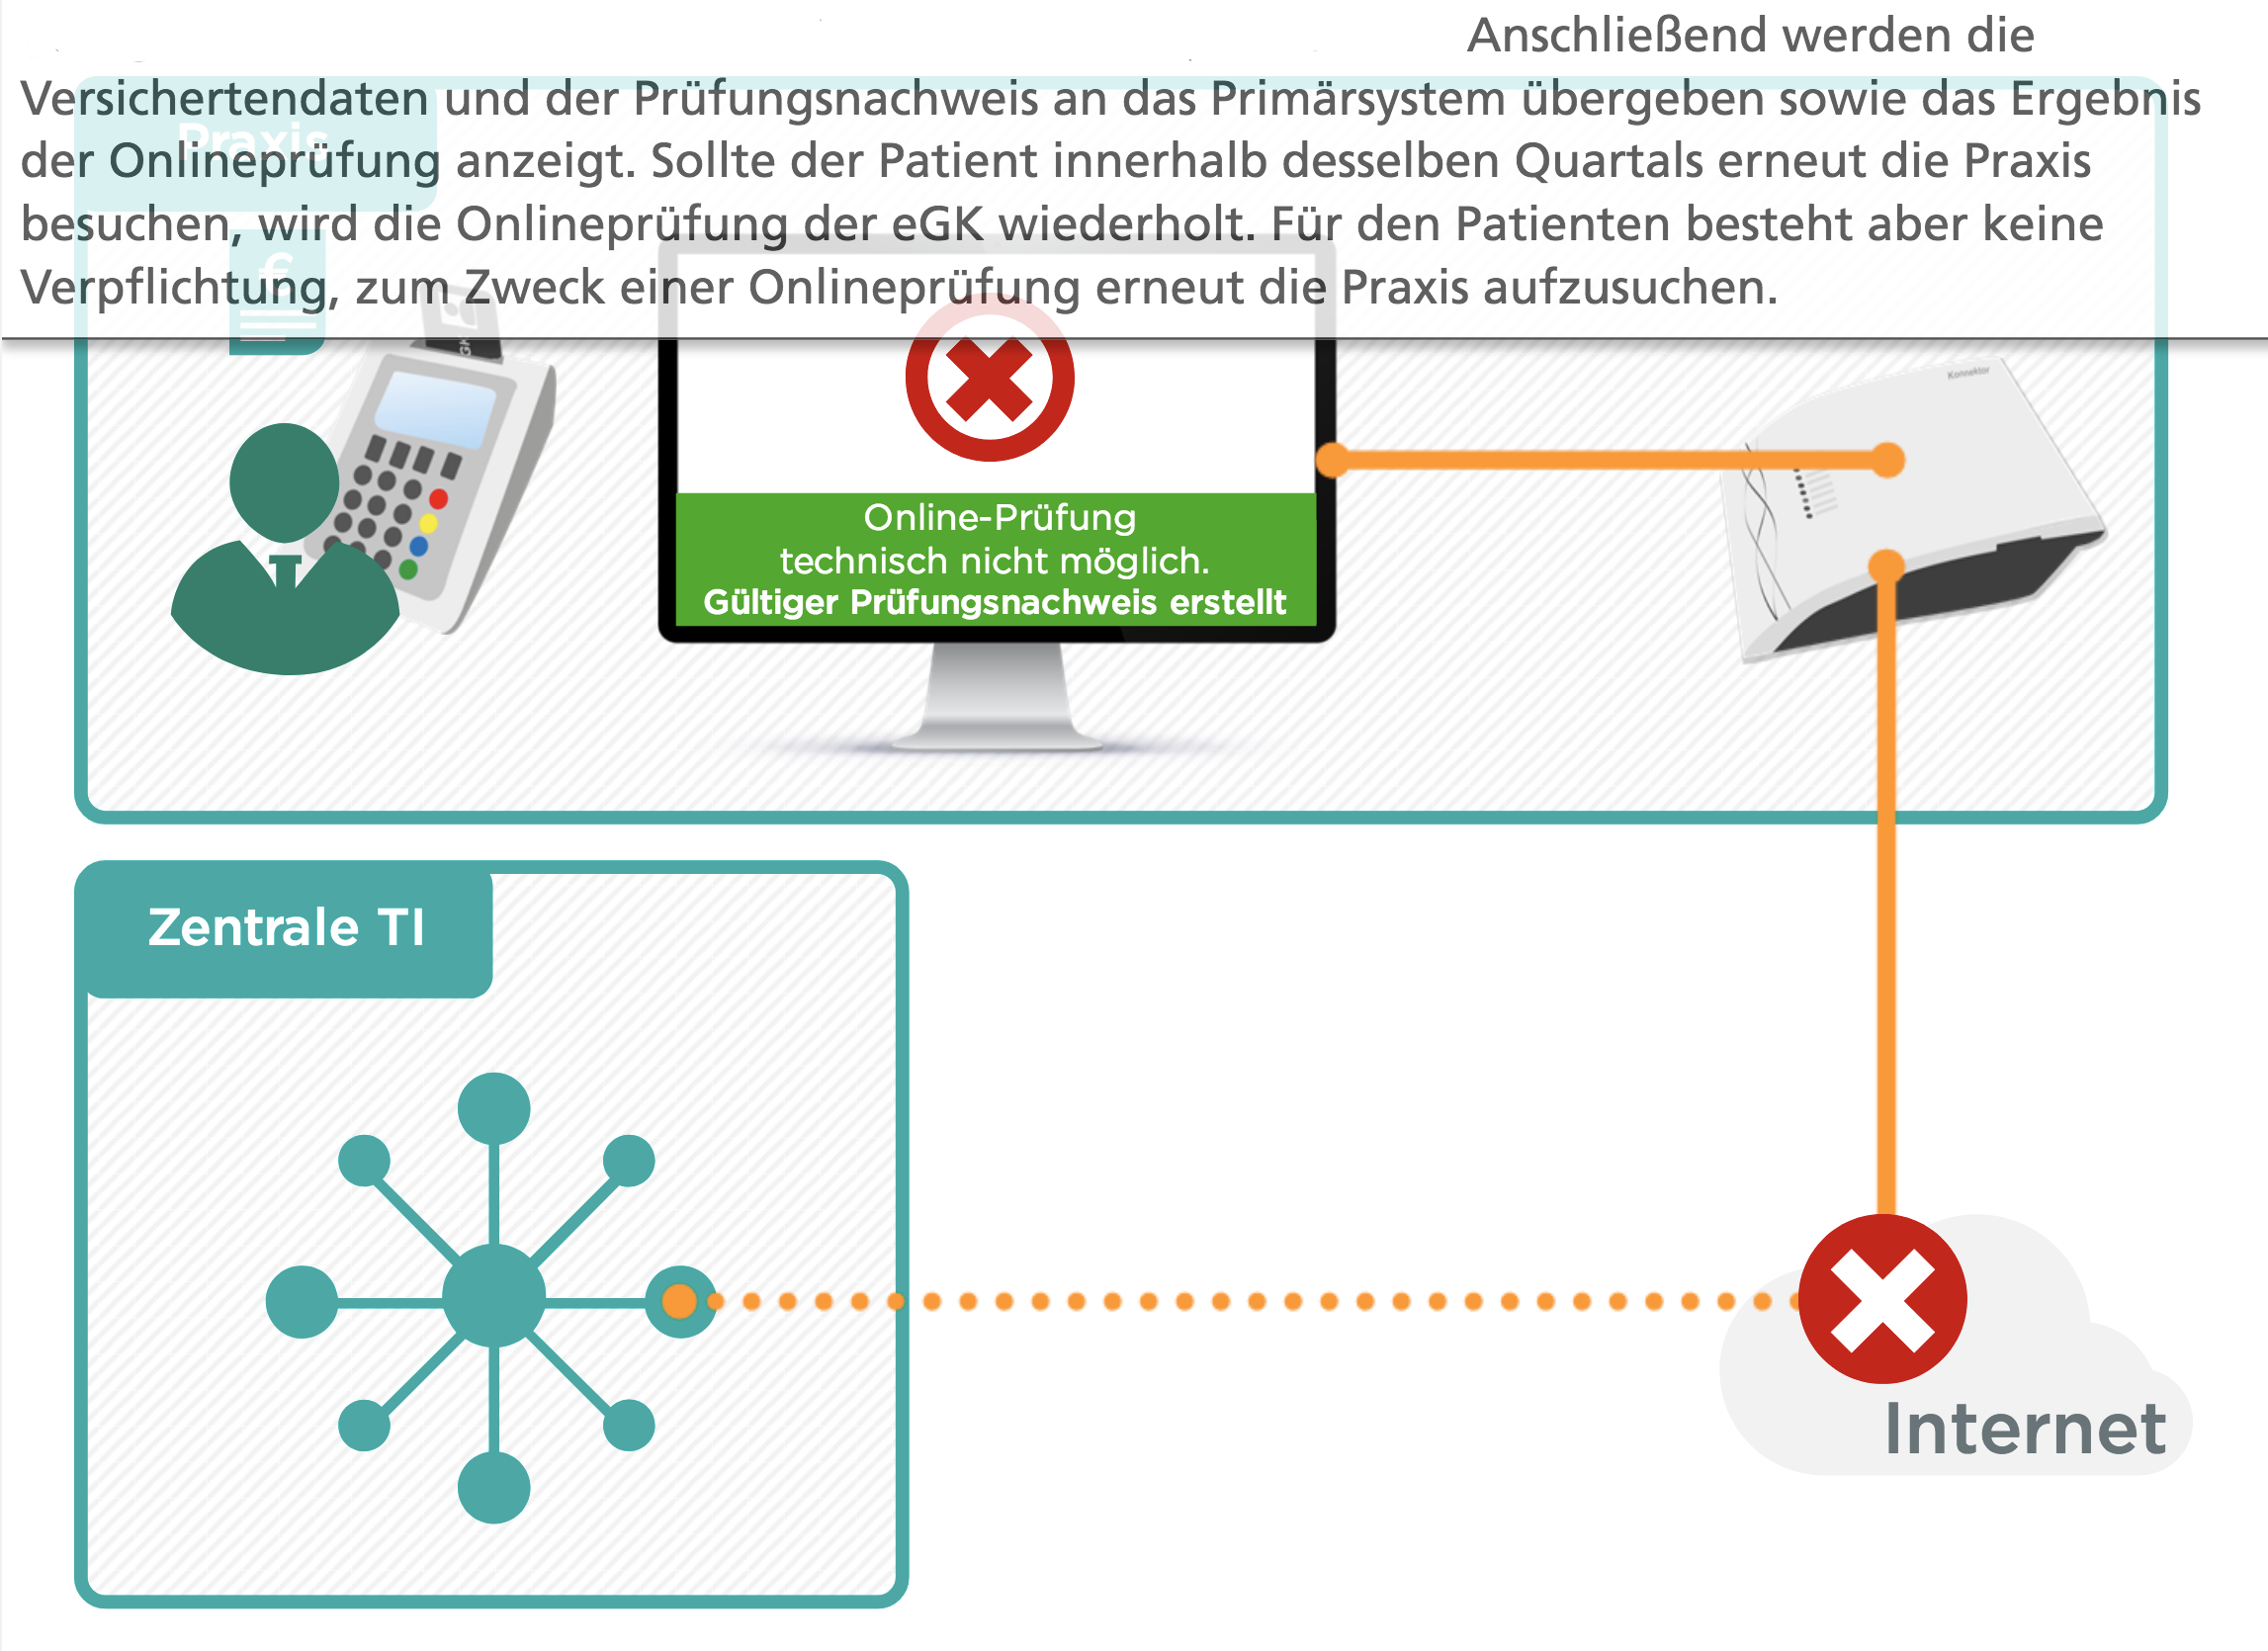 Anschließend werden die
Versichertendaten und der Prüfungsnachweis an das Primärsystem übergeben sowie das Ergebnis
der Onlineprüfung anzeigt. Sollte der Patient innerhalb desselben Quartals erneut die Praxis
besuchen, wird die Onlineprüfung der eGK wiederholt. Für den Patienten besteht aber keine
Verpflichtung, zum Zweck einer Onlineprüfung erneut die Praxis aufzusuchen.
Praxis
€
Konnektor
Online-Prüfung
technisch nicht möglich.
Gültiger Prüfungsnachweis erstellt
Zentrale TI
Internet